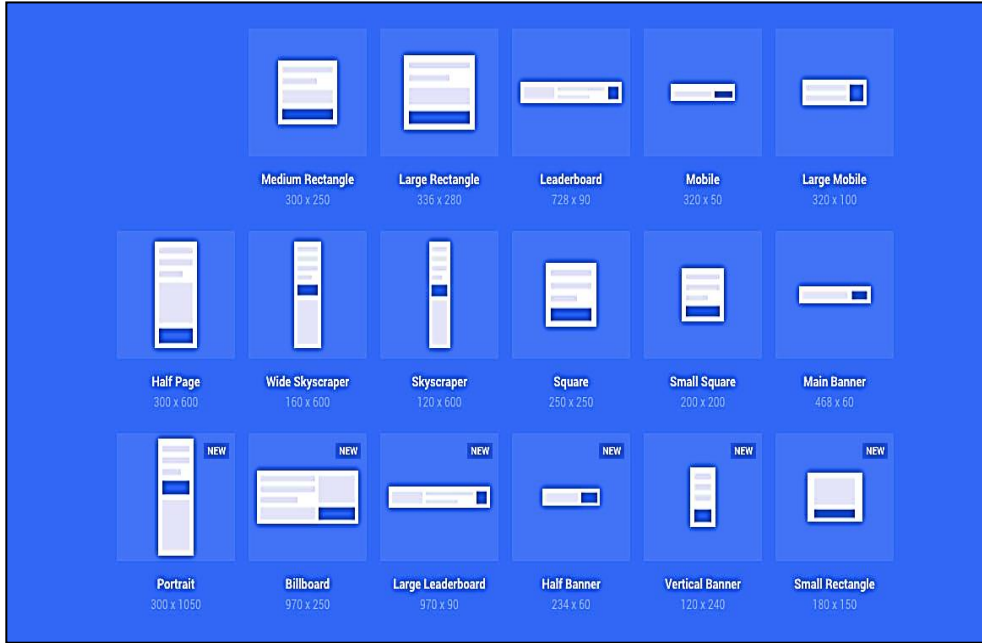 Medium Rectangle
300 x 250
Large Rectangle
336 x 280
Leaderboard
728 x 90
Mobile
320 x 50
Large Mobile
320 x 100
Half Page
300 x 600
Wide Skyscraper
160 x 600
Skyscraper
120 x 600
Square
250 x 250
Small Square
200 x 200
Main Banner
468 x 60
NEW
Portrait
300 x 1050
NEW
Billboard
970 x 250
NEW
Large Leaderboard
970 x 90
NEW
Half Banner
234 x 60
NEW
Vertical Banner
120 x 240
NEW
Small Rectangle
180 x 150